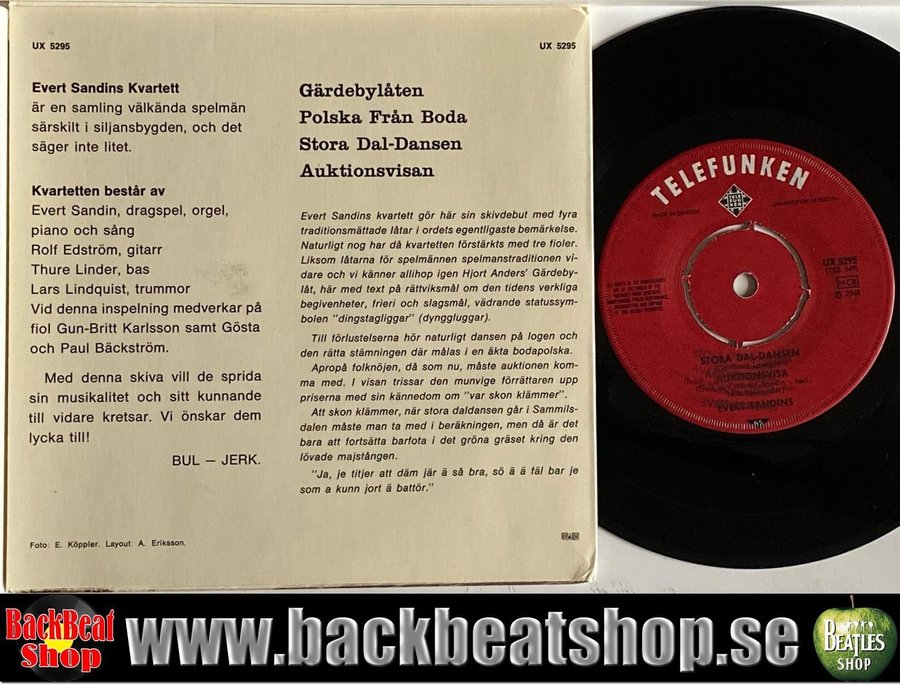 UX 5295
UX 5295
Evert Sandins Kvartett
är en samling välkända spelmän
särskilt i siljansbygden, och det
säger inte litet.
Kvartetten består av
Evert Sandin, dragspel, orgel,
piano och sång
Rolf Edström, gitarr
Thure Linder, bas
Lars Lindquist, trummor
Vid denna inspelning medverkar på
fiol Gun-Britt Karlsson samt Gösta
och Paul Bäckström.
Med denna skiva vill de sprida
sin musikalitet och sitt kunnande
till vidare kretsar. Vi önskar dem
lycka till!
BUL — JERK.
Foto: E. Köppler. Layout: A. Eriksson.
Gärdebylåten
Polska Från Boda
Stora Dal-Dansen
Auktionsvisan
Evert Sandins kvartett gör här sin skivdebut med fyra
traditionsmättade låtar i ordets egentligaste bemärkelse.
Naturligt nog har då kvartetten förstärkts med tre fioler.
Liksom låtarna för spelmännen spelmanstraditionen vi-
dare och vi känner allihop igen Hjort Anders' Gärdeby-
låt, här med text på rättviksmål om den tidens verkliga
begivenheter, frieri och slagsmål, vädrande statussym-
bolen "dingstagliggar" (dynggluggar).
Till förlustelserna hör naturligt dansen på logen och
den rätta stämningen där målas i en äkta bodapolska.
Apropå folknöjen, då som nu, måste auktionen kom-
ma med. I visan trissar den munvige förrättaren upp
priserna med sin kännedom om "var skon klämmer".
Att skon klämmer, när stora daldansen går i Sammils-
dalen måste man ta med i beräkningen, men då är det
bara att fortsätta barfota i det gröna gräset kring den
lövade majstången.
"Ja, je titjer att däm jär ä så bra, sö ä ä fäl bar je
som a kunn jort ä battör."
TELEFUNKEN
TELE
FUN
KEN
MADE IN SWEDEN
GRAMMOFON AB ELECTRA
UX 5295
NCB
STORA DAL-DANSEN
AUKTIONSVISA
EVERT SANDINS
BackBeat
Shop
www.backbeatshop.se
BEATLES
SHOP